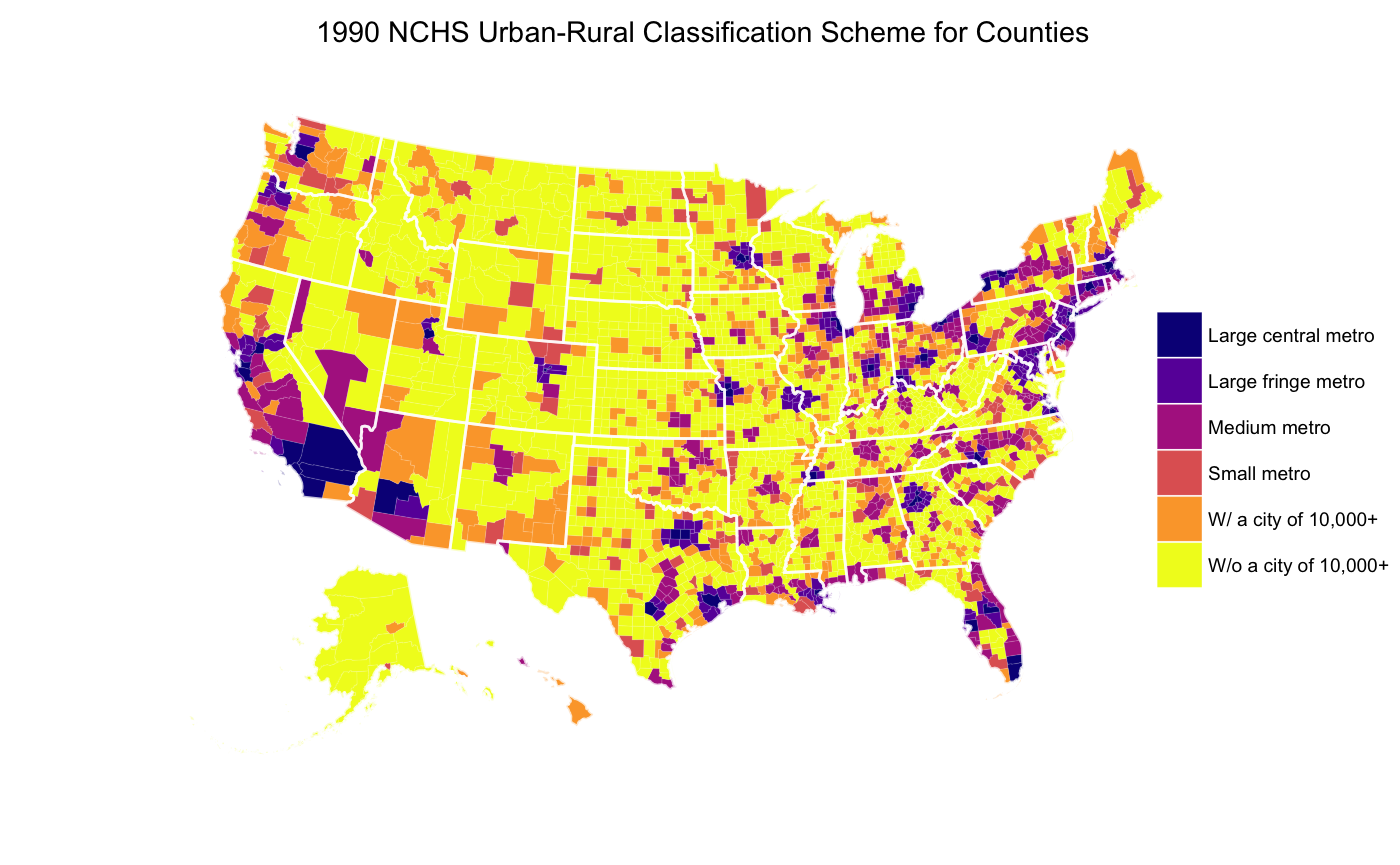 1990 NCHS Urban-Rural Classification Scheme for Counties
Large central metro
Large fringe metro
Medium metro
Small metro
W/ a city of 10,000+
W/o a city of 10,000+